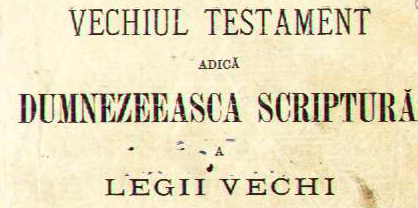 VECHIUL TESTAMENT
ADICĂ
DUMNEZEEASCA SCRIPTURĂ
A
LEGII VECHI